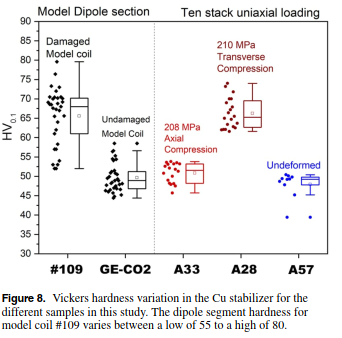 Model Dipole section
Ten stack uniaxial loading
90
85
80
75
70
65
60
55
50
45
40
35
30
HV0.1
Damaged
Model coil
Undamaged
Model coil
208 MPa
Axial
Compression
210 MPa
Transverse
Compression
Undeformed
#109
GE-CO2
A33
A28
A57
Figure 8. Vickers hardness variation in the Cu stabilizer for the
different samples in this study. The dipole segment hardness for
model coil #109 varies between a low of 55 to a high of 80.